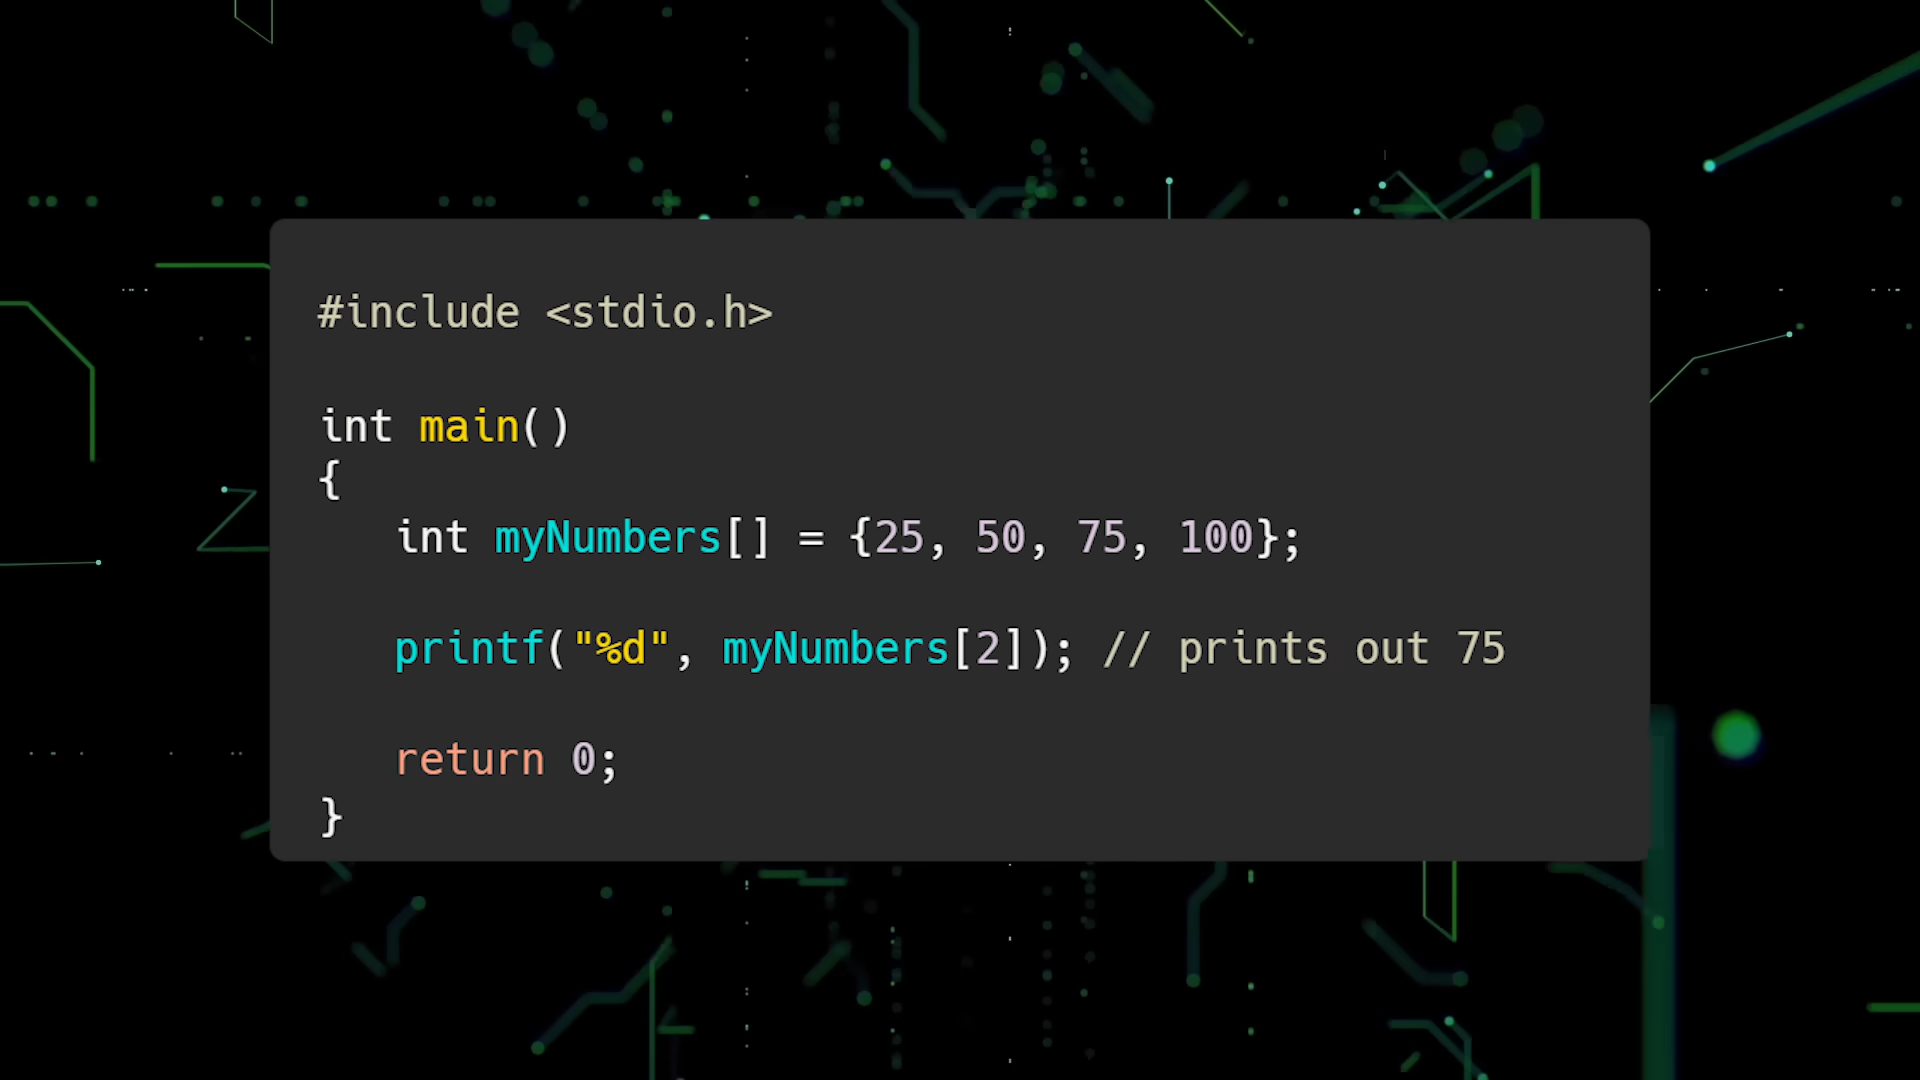 #include <stdio.h>
int main()
{
int myNumbers[] = {25, 50, 75, 100};
printf("%d", myNumbers[2]); // prints out 75
return 0;
}